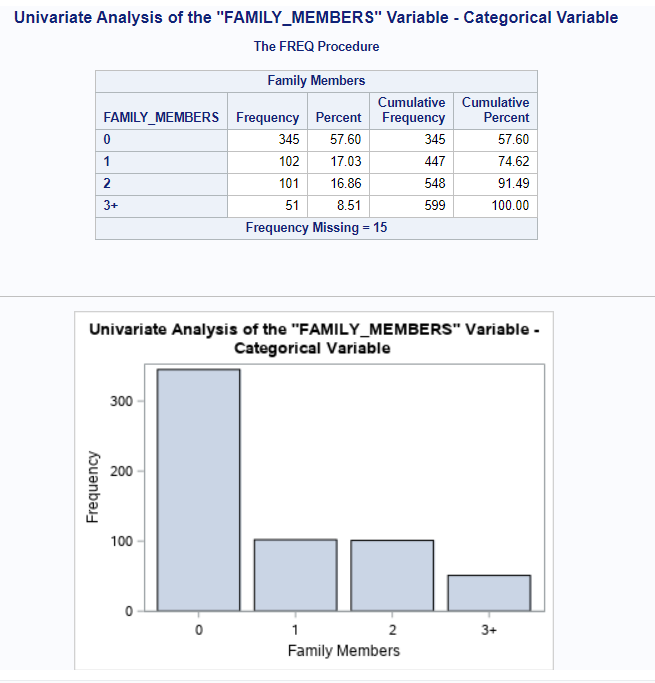 Univariate Analysis of the "FAMILY_MEMBERS" Variable - Categorical Variable
The FREQ Procedure
Family Members
FAMILY_MEMBERS Frequency Percent Cumulative Frequency Cumulative Percent
0 345 57.60 345 57.60
1 102 17.03 447 74.62
2 101 16.86 548 91.49
3+ 51 8.51 599 100.00
Frequency Missing = 15
Univariate Analysis of the "FAMILY_MEMBERS" Variable -
Categorical Variable
Frequency
300
200
100
0
0 1 2 3+
Family Members